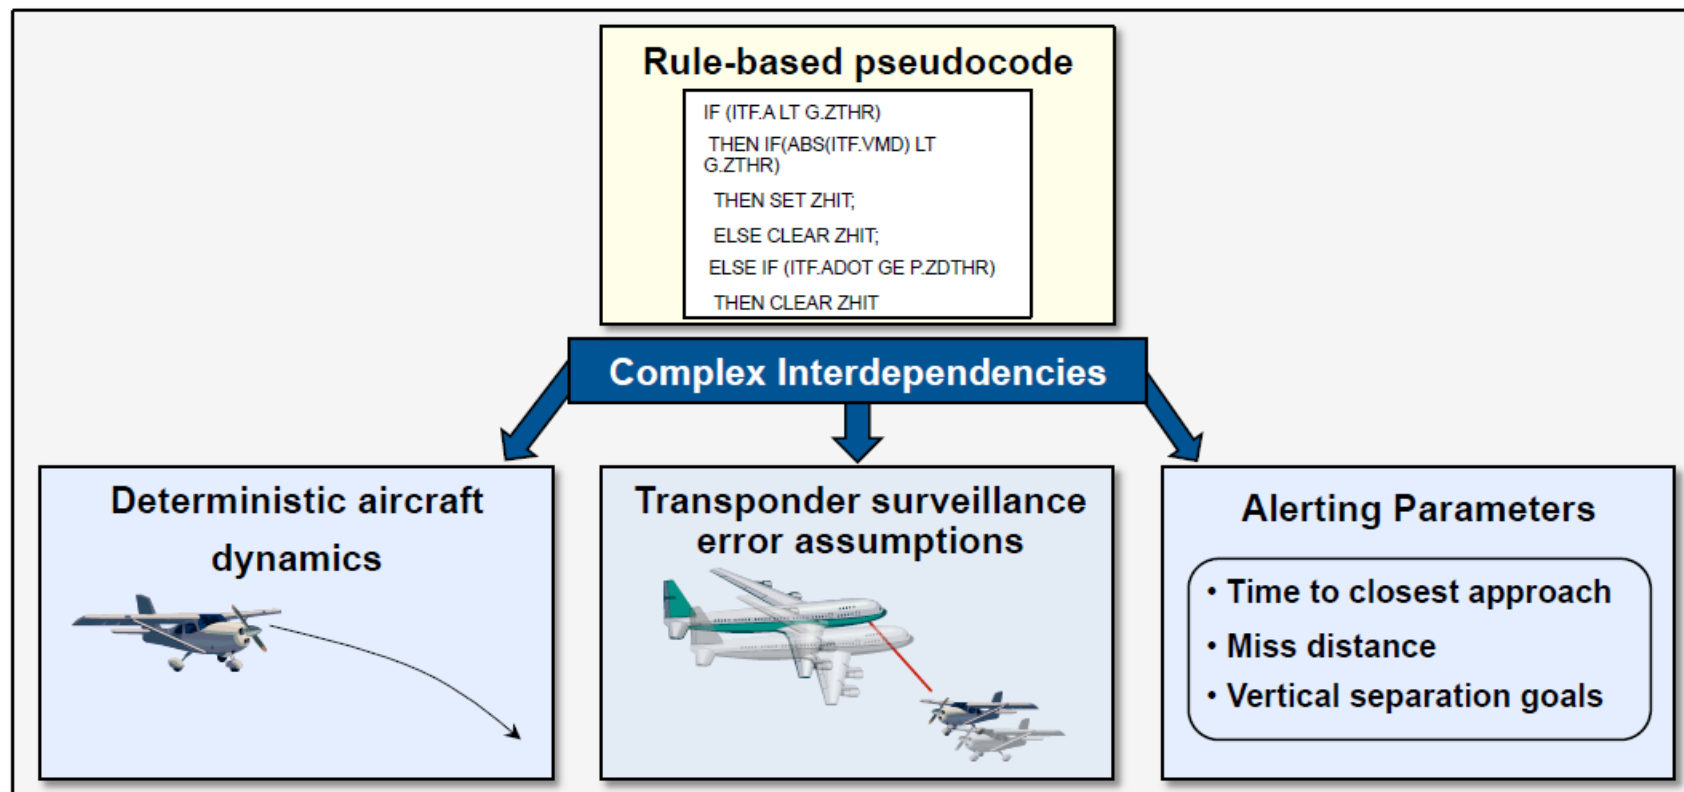 Rule-based pseudocode
IF (ITF.A LT G.ZTHR)
THEN IF(ABS(ITF.VMD) LT
G.ZTHR)
THEN SET ZHIT;
ELSE CLEAR ZHIT;
ELSE IF (ITF.ADOT GE P.ZDTHR)
THEN CLEAR ZHIT
Complex Interdependencies
Deterministic aircraft
dynamics
Transponder surveillance
error assumptions
Alerting Parameters
• Time to closest approach
• Miss distance
• Vertical separation goals